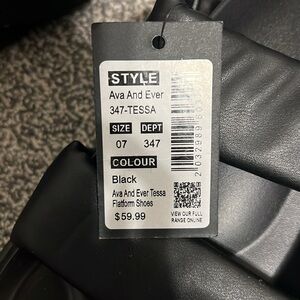 STYLE
Ava And Ever
347-TESSA
SIZE DEPT
07 347
COLOUR
Black
Ava And Ever Tessa
Flatform Shoes
$59.99
VIEW OUR FULL
RANGE ONLINE